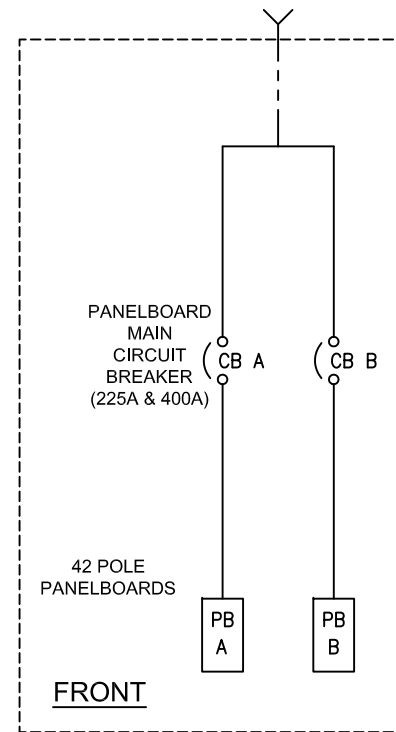 PANELBOARD
MAIN
CIRCUIT
BREAKER
(225A & 400A)
CB A
CB B
42 POLE
PANELBOARDS
PB
A
PB
B
FRONT